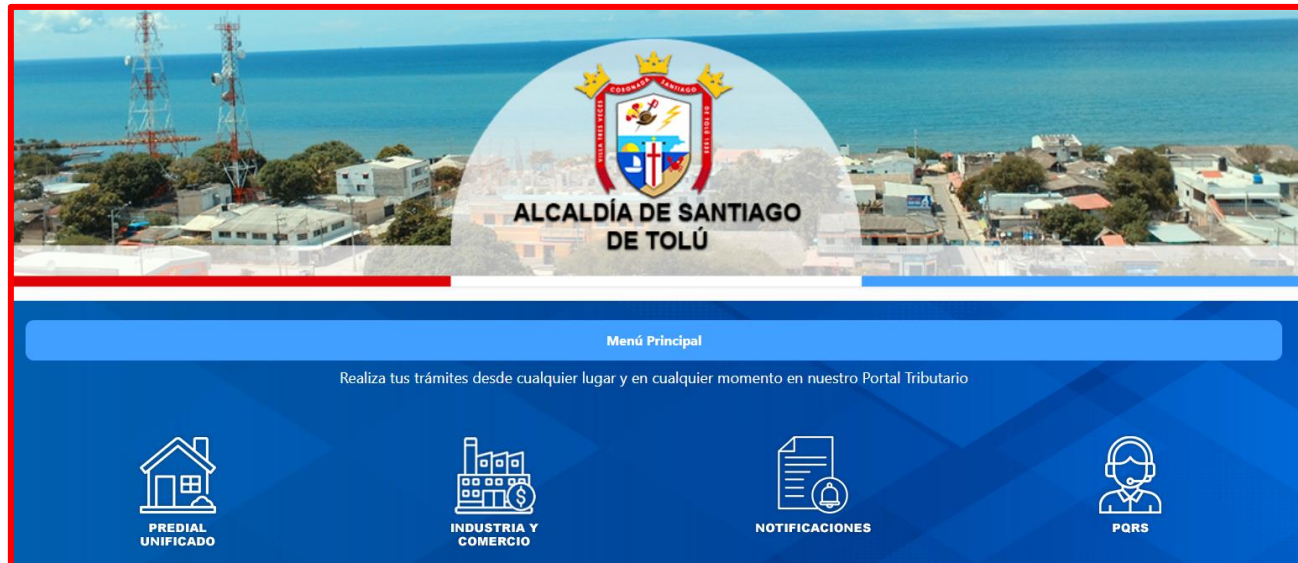 CORONADA SANTIAGO
VILLA TRES VECES
DE TOLÚ 1535
ALCALDÍA DE SANTIAGO
DE TOLÚ
Menú Principal
Realiza tus trámites desde cualquier lugar y en cualquier momento en nuestro Portal Tributario
PREDIAL
UNIFICADO
INDUSTRIA Y
COMERCIO
NOTIFICACIONES
PQRS